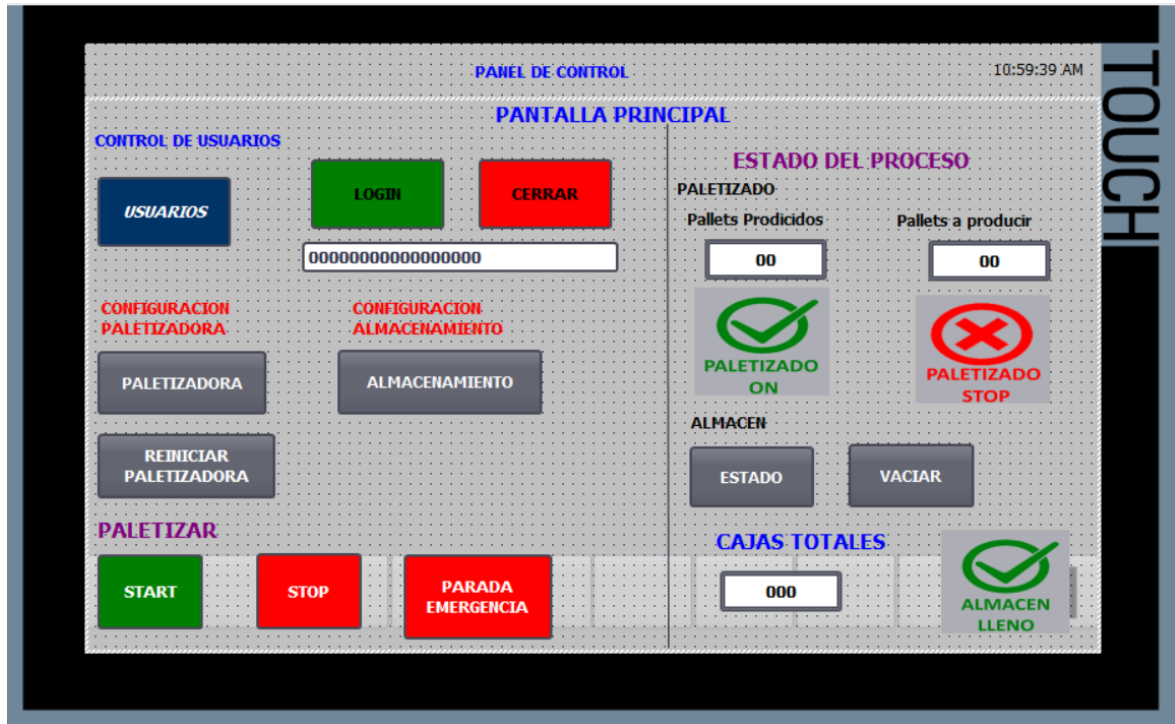 PANEL DE CONTROL
10:59:39 AM
TOUCH
PANTALLA PRINCIPAL
CONTROL DE USUARIOS
USUARIOS
LOGIN
CERRAR
00000000000000000
CONFIGURACION
PALETIZADORA
CONFIGURACION
ALMACENAMIENTO
PALETIZADORA
ALMACENAMIENTO
REINICIAR
PALETIZADORA
PALETIZAR
START
STOP
PARADA
EMERGENCIA
ESTADO DEL PROCESO
PALETIZADO
Pallets Prodicidos
Pallets a producir
00
00
PALETIZADO
ON
PALETIZADO
STOP
ALMACEN
ESTADO
VACIAR
CAJAS TOTALES
000
ALMACEN
LLENO